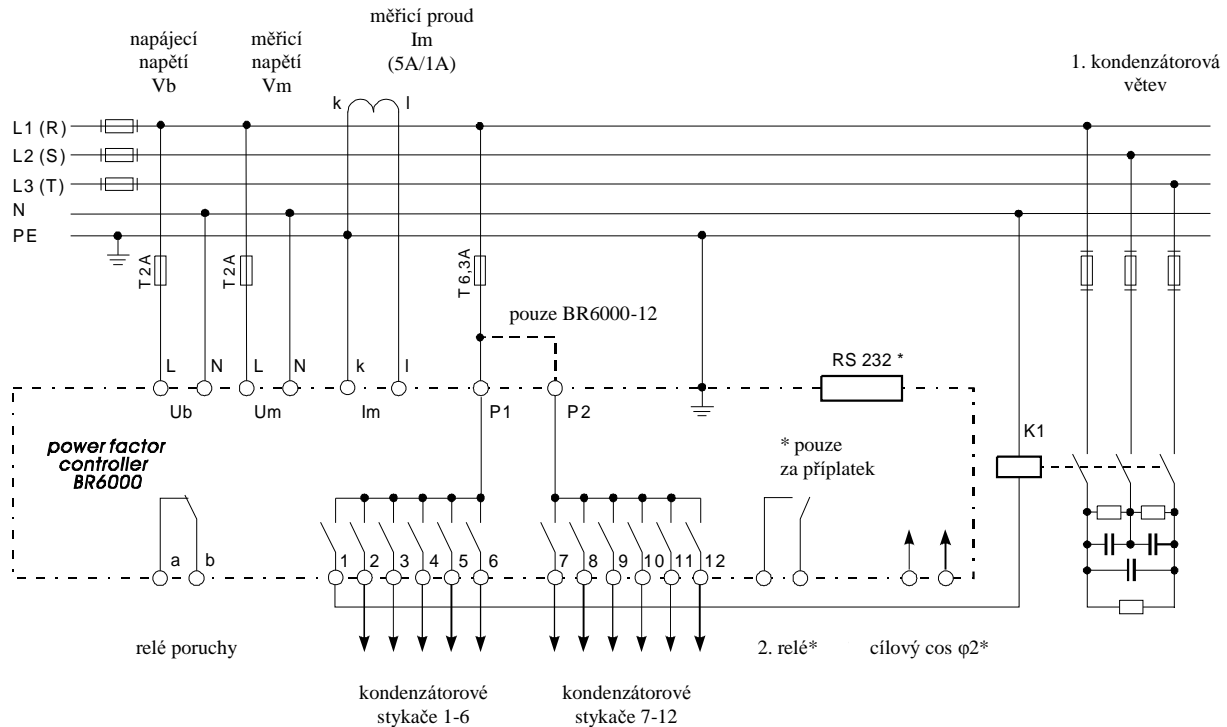 napájecí
napětí
Vb
měřicí
napětí
Vm
měřicí proud
Im
(5A/1A)
1. kondenzátorová
větev
k
l
L1 (R)
L2 (S)
L3 (T)
N
PE
T2A
T2A
T 6,3A
pouze BR6000-12
L
N
L
N
k
l
RS 232 *
Ub
Um
Im
P1
P2
K1
power factor
controller
BR6000
* pouze
za příplatek
a
b
1
2
3
4
5
6
7
8
9
10
11
12
relé poruchy
2. relé*
cílový cos φ2*
kondenzátorové
stykače 1-6
kondenzátorové
stykače 7-12